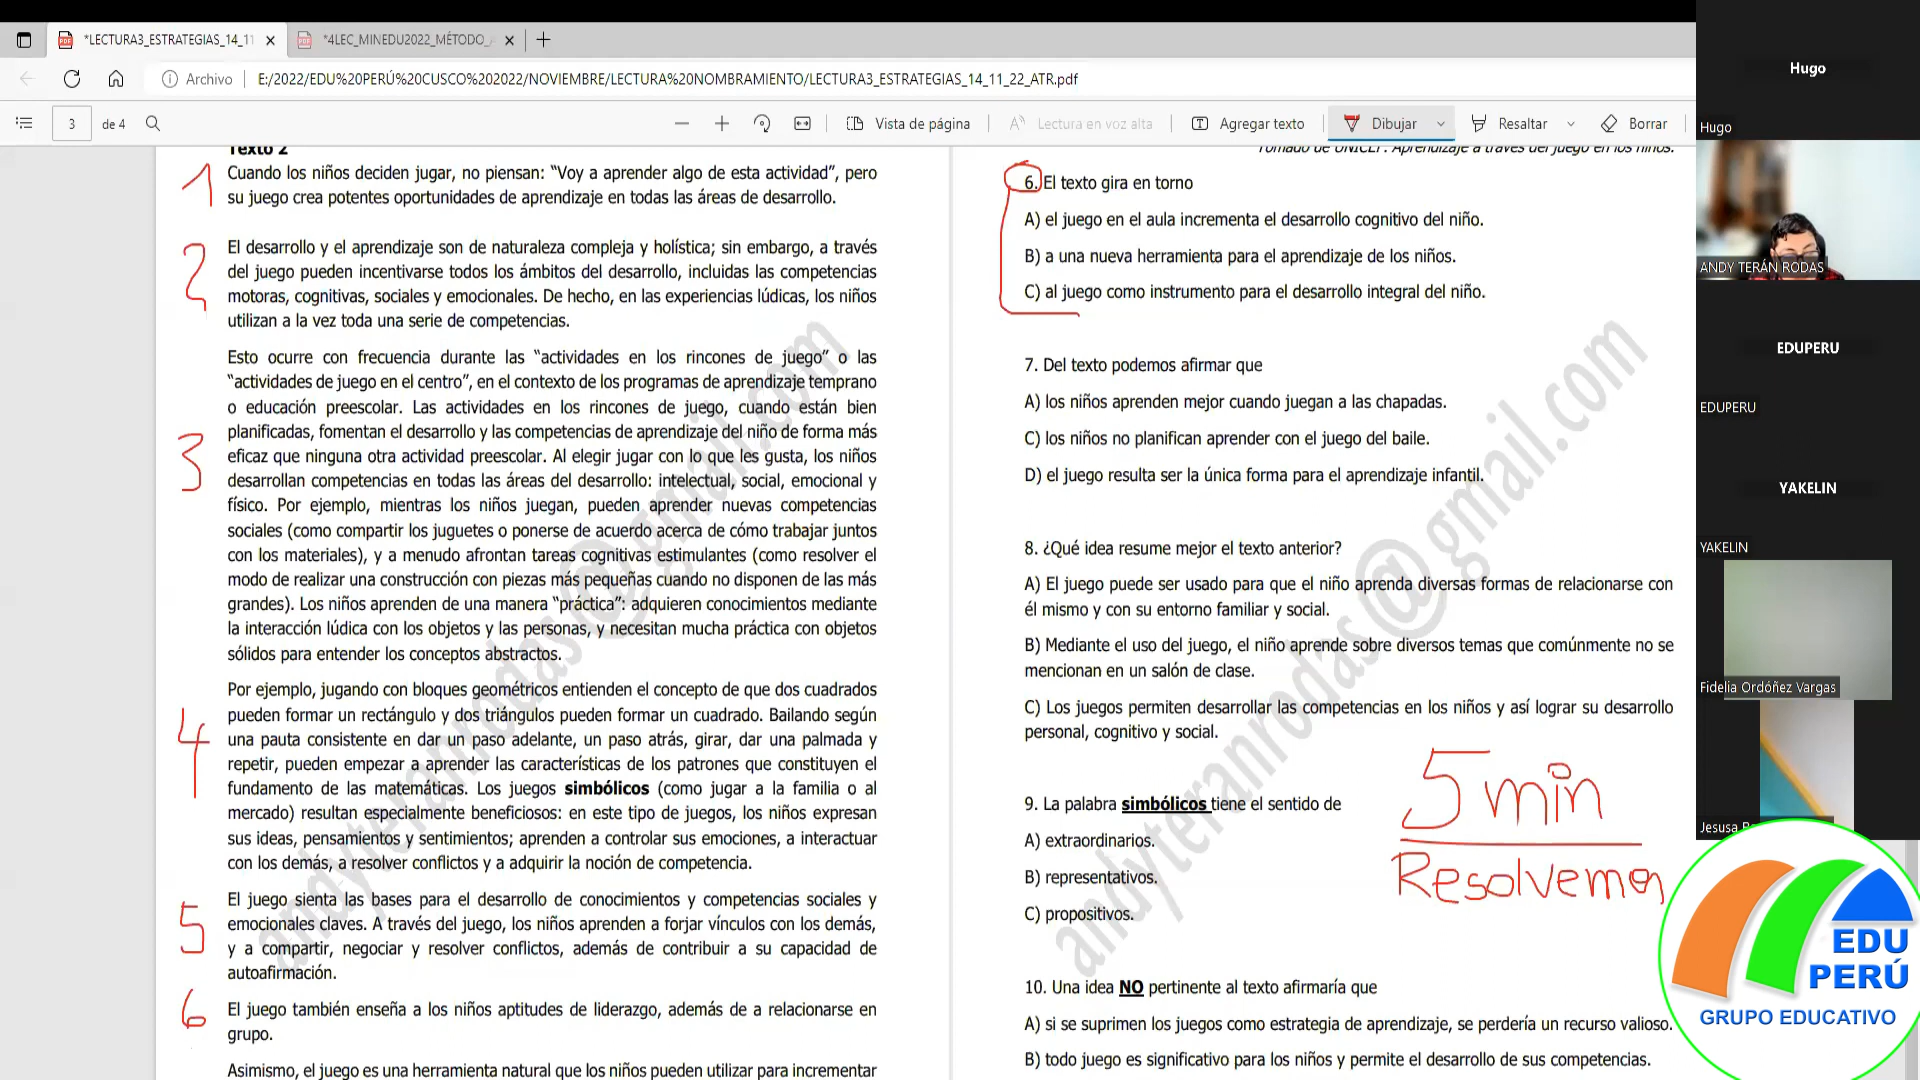 *LECTURA3_ESTRATEGIAS_14_11
*4LEC_MINEDU2022_MÉTODO_
Archivo
E:/2022/EDU%20PERÚ%20CUSCO%202022/NOVIEMBRE/LECTURA%20NOMBRAMIENTO/LECTURA3_ESTRATEGIAS_14_11_22_ATR.pdf
3 de 4
Vista de página
Lectura en voz alta
Agregar texto
Dibujar
Resaltar
Borrar
Texto 2
1
Cuando los niños deciden jugar, no piensan: “Voy a aprender algo de esta actividad”, pero
su juego crea potentes oportunidades de aprendizaje en todas las áreas de desarrollo.
2
El desarrollo y el aprendizaje son de naturaleza compleja y holística; sin embargo, a través
del juego pueden incentivarse todos los ámbitos del desarrollo, incluidas las competencias
motoras, cognitivas, sociales y emocionales. De hecho, en las experiencias lúdicas, los niños
utilizan a la vez toda una serie de competencias.
3
Esto ocurre con frecuencia durante las “actividades en los rincones de juego” o las
“actividades de juego en el centro”, en el contexto de los programas de aprendizaje temprano
o educación preescolar. Las actividades en los rincones de juego, cuando están bien
planificadas, fomentan el desarrollo y las competencias de aprendizaje del niño de forma más
eficaz que ninguna otra actividad preescolar. Al elegir jugar con lo que les gusta, los niños
desarrollan competencias en todas las áreas del desarrollo: intelectual, social, emocional y
físico. Por ejemplo, mientras los niños juegan, pueden aprender nuevas competencias
sociales (como compartir los juguetes o ponerse de acuerdo acerca de cómo trabajar juntos
con los materiales), y a menudo afrontan tareas cognitivas estimulantes (como resolver el
modo de realizar una construcción con piezas más pequeñas cuando no disponen de las más
grandes). Los niños aprenden de una manera “práctica”: adquieren conocimientos mediante
la interacción lúdica con los objetos y las personas, y necesitan mucha práctica con objetos
sólidos para entender los conceptos abstractos.
4
Por ejemplo, jugando con bloques geométricos entienden el concepto de que dos cuadrados
pueden formar un rectángulo y dos triángulos pueden formar un cuadrado. Bailando según
una pauta consistente en dar un paso adelante, un paso atrás, girar, dar una palmada y
repetir, pueden empezar a aprender las características de los patrones que constituyen el
fundamento de las matemáticas. Los juegos simbólicos (como jugar a la familia o al
mercado) resultan especialmente beneficiosos: en este tipo de juegos, los niños expresan
sus ideas, pensamientos y sentimientos; aprenden a controlar sus emociones, a interactuar
con los demás, a resolver conflictos y a adquirir la noción de competencia.
5
El juego sienta las bases para el desarrollo de conocimientos y competencias sociales y
emocionales claves. A través del juego, los niños aprenden a forjar vínculos con los demás,
y a compartir, negociar y resolver conflictos, además de contribuir a su capacidad de
autoafirmación.
6
El juego también enseña a los niños aptitudes de liderazgo, además de a relacionarse en
grupo.
Asimismo, el juego es una herramienta natural que los niños pueden utilizar para incrementar
Tomado de UNICEF. Aprendizaje a través del juego en los niños.
6. El texto gira en torno
A) el juego en el aula incrementa el desarrollo cognitivo del niño.
B) a una nueva herramienta para el aprendizaje de los niños.
C) al juego como instrumento para el desarrollo integral del niño.
7. Del texto podemos afirmar que
A) los niños aprenden mejor cuando juegan a las chapadas.
C) los niños no planifican aprender con el juego del baile.
D) el juego resulta ser la única forma para el aprendizaje infantil.
8. ¿Qué idea resume mejor el texto anterior?
A) El juego puede ser usado para que el niño aprenda diversas formas de relacionarse con
él mismo y con su entorno familiar y social.
B) Mediante el uso del juego, el niño aprende sobre diversos temas que comúnmente no se
mencionan en un salón de clase.
C) Los juegos permiten desarrollar las competencias en los niños y así lograr su desarrollo
personal, cognitivo y social.
9. La palabra simbólicos tiene el sentido de
A) extraordinarios.
B) representativos.
C) propositivos.
5 min
Resolvemos
10. Una idea NO pertinente al texto afirmaría que
A) si se suprimen los juegos como estrategia de aprendizaje, se perdería un recurso valioso.
B) todo juego es significativo para los niños y permite el desarrollo de sus competencias.
andyteranrodas@gmail.com
andyteranrodas@gmail.com
Hugo
Hugo
ANDY TERÁN RODAS
EDUPERU
EDUPERU
YAKELIN
YAKELIN
Fidelia Ordóñez Vargas
Jesusa
EDU
PERÚ
GRUPO EDUCATIVO